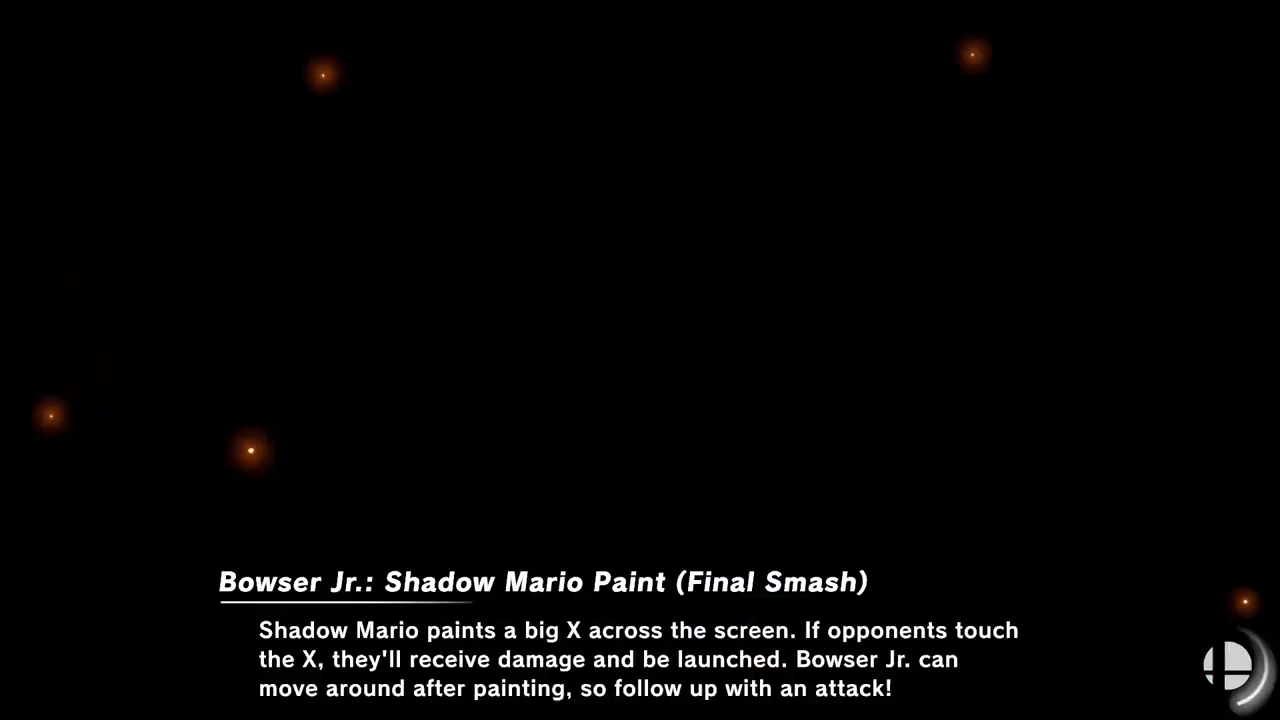 Bowser Jr.: Shadow Mario Paint (Final Smash)
Shadow Mario paints a big X across the screen. If opponents touch
the X, they'll receive damage and be launched. Bowser Jr. can
move around after painting, so follow up with an attack!